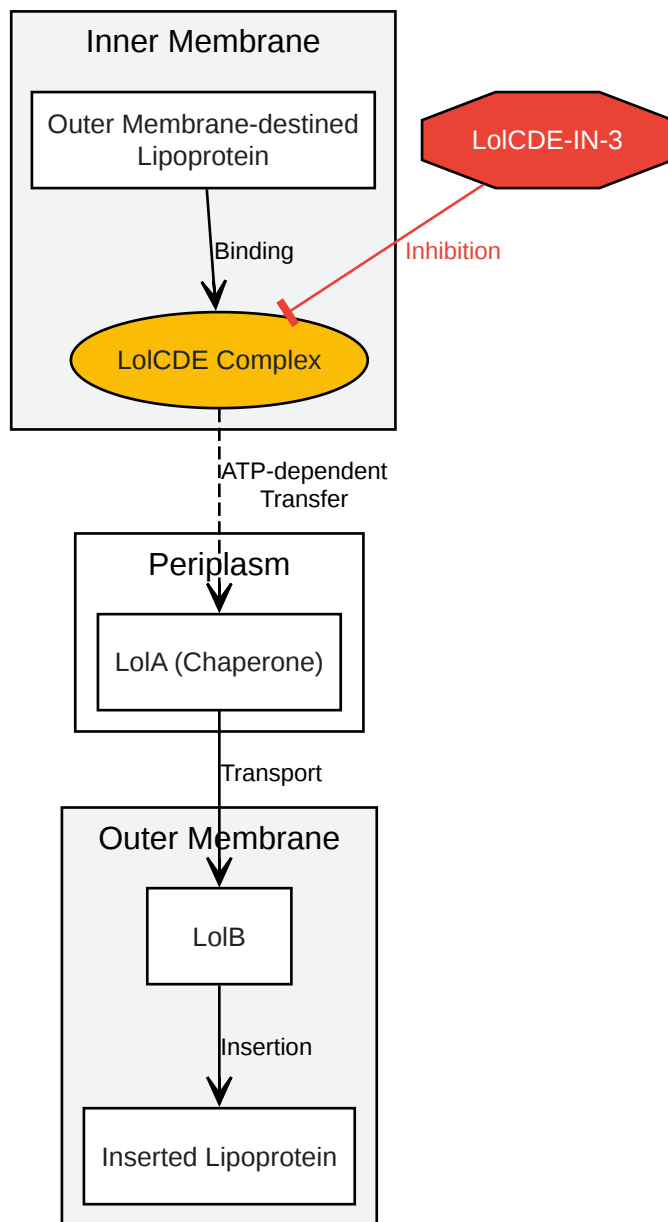 Inner Membrane
Outer Membrane-destined
Lipoprotein
LolCDE-IN-3
Binding
Inhibition
LolCDE Complex
ATP-dependent
Transfer
Periplasm
LolA (Chaperone)
Transport
Outer Membrane
LolB
Insertion
Inserted Lipoprotein